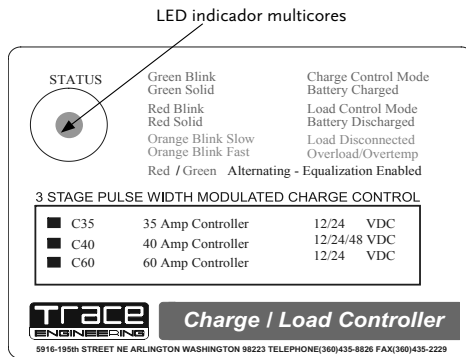 LED indicador multicores
STATUS
Green Blink Charge Control Mode
Green Solid Battery Charged
Red Blink Load Control Mode
Red Solid Battery Discharged
Orange Blink Slow Load Disconnected
Orange Blink Fast Overload/Overtemp
Red / Green Alternating - Equalization Enabled
3 STAGE PULSE WIDTH MODULATED CHARGE CONTROL
C35 35 Amp Controller 12/24 VDC
C40 40 Amp Controller 12/24/48 VDC
C60 60 Amp Controller 12/24 VDC
Trace ENGINEERING
Charge / Load Controller
5916-195th STREET NE ARLINGTON WASHINGTON 98223 TELEPHONE(360)435-8826 FAX(360)435-2229